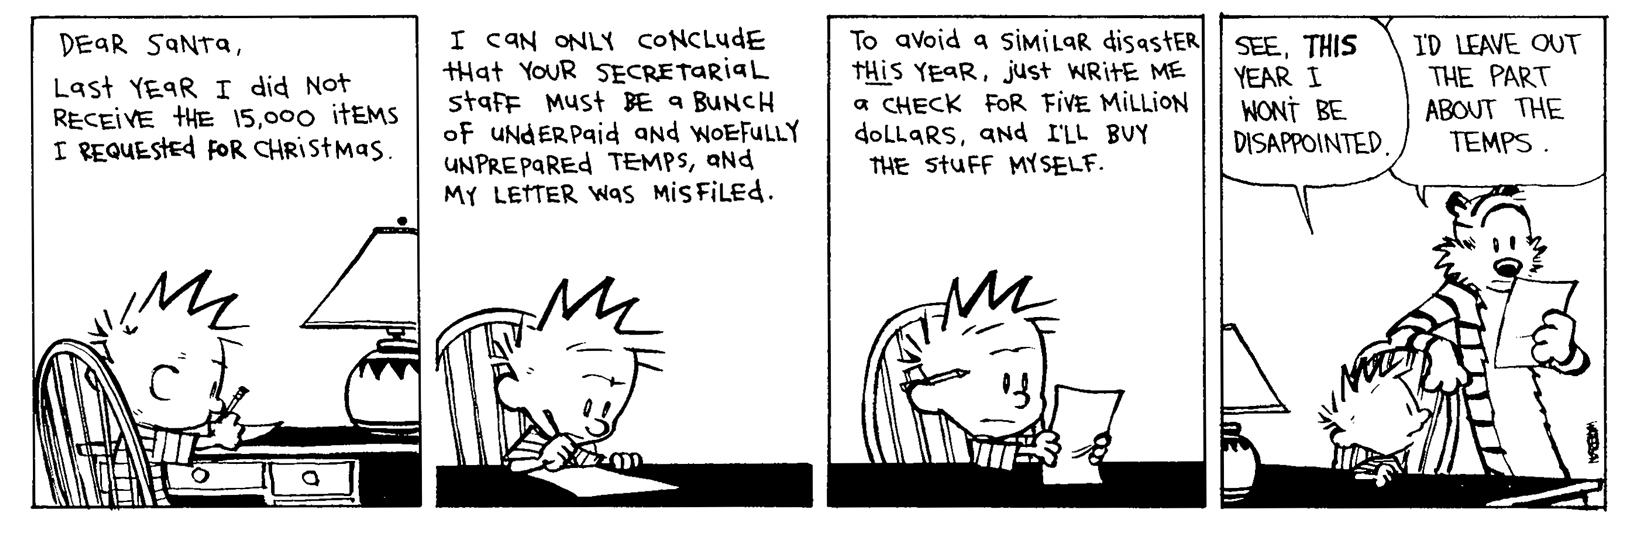 DEAR SANTA,
LAST YEAR I did NOT
RECEIVE THE 15,000 iTEMS
I REQUESTEd FOR CHRiSTMAS.
I CAN ONLY CONCLUdE
THAT YOUR SECRETARiAL
STAFF MUST BE A BUNCH
OF UNdERPAid ANd WOEFULLY
UNPREPAREd TEMPS, ANd
MY LETTER WAS MiSFiLEd.
To AVOid A SiMiLAR diSASTER
THIS YEAR, JUST WRiTE ME
A CHECK FOR FiVE MiLLiON
dOLLARS, ANd I'LL BUY
THE STUFF MYSELF.
SEE, THIS
YEAR I
WON'T BE
DISAPPOINTED.
I'D LEAVE OUT
THE PART
ABOUT THE
TEMPS.
WATTERSON